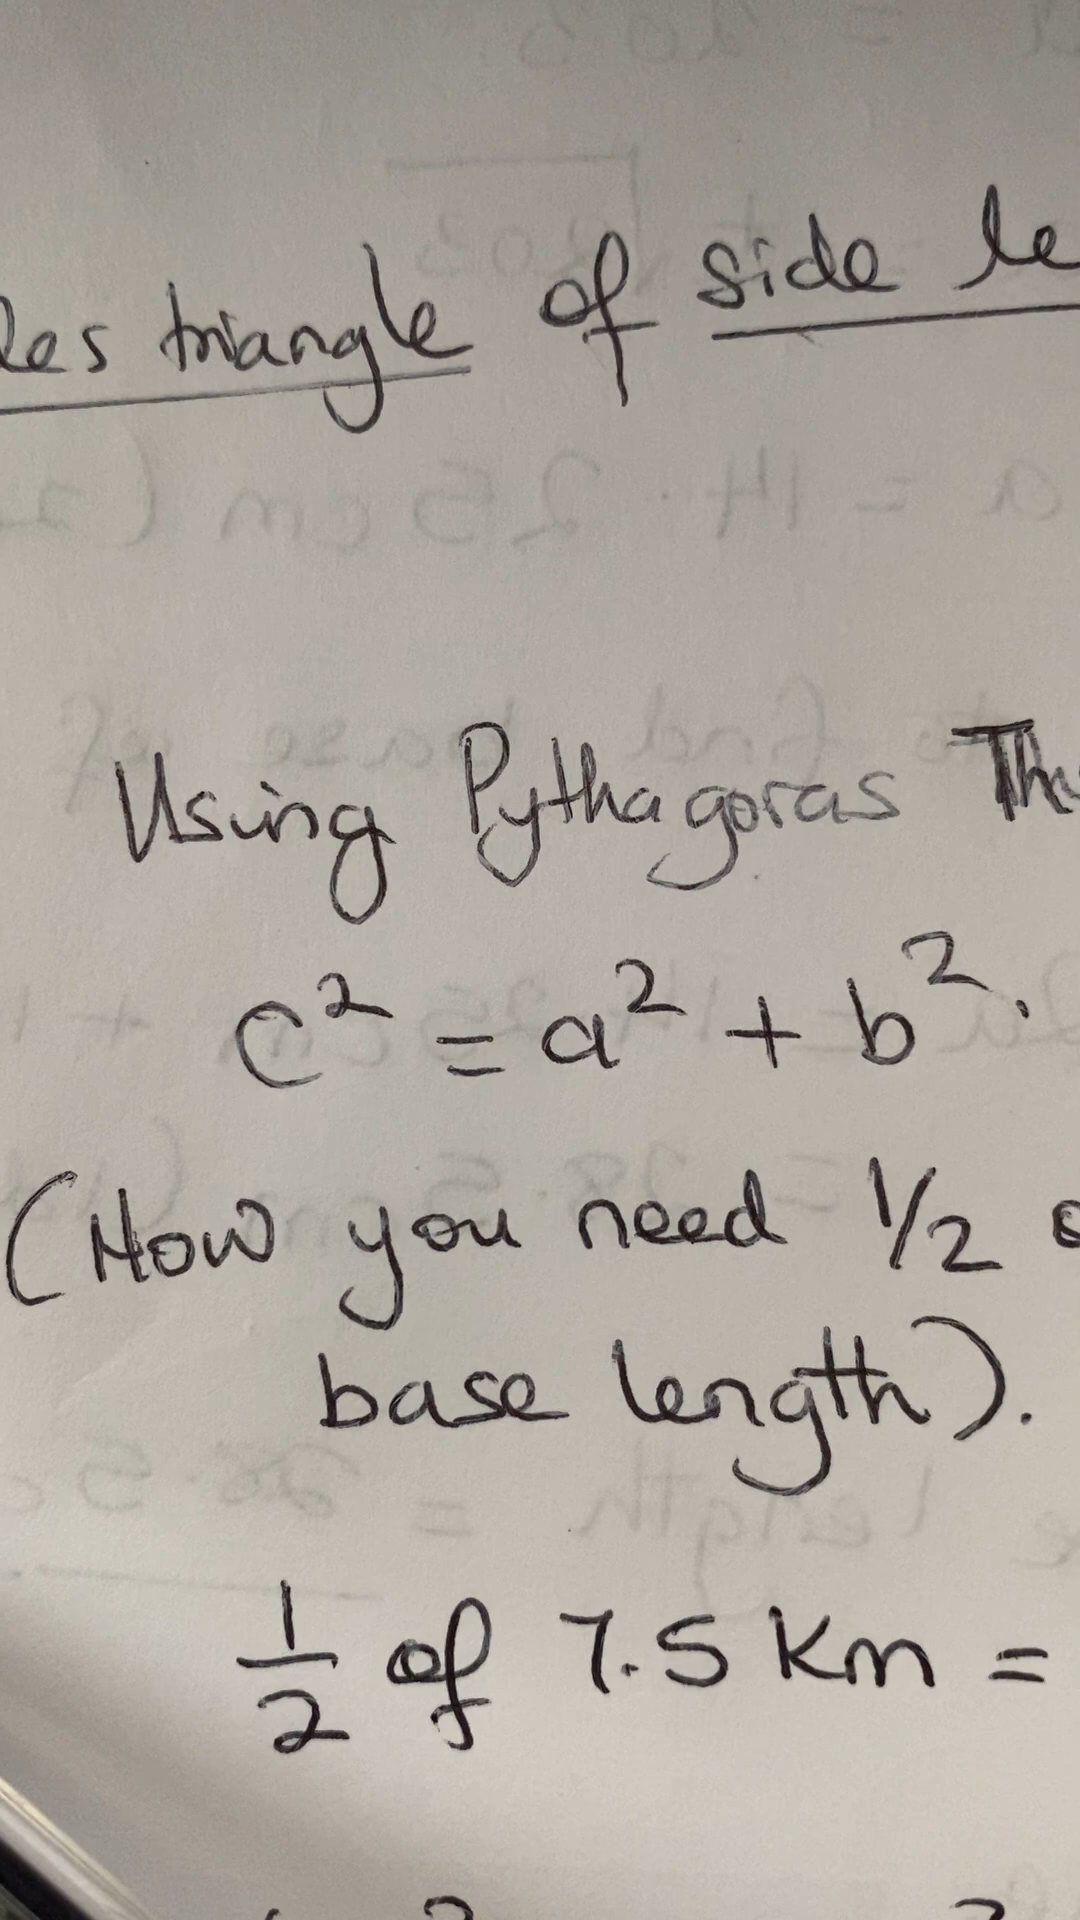 les triangle of side le
Using Pythagoras Th
c² = a² + b².
(Now you need 1/2 o
base length).
1/2 of 7.5 km =